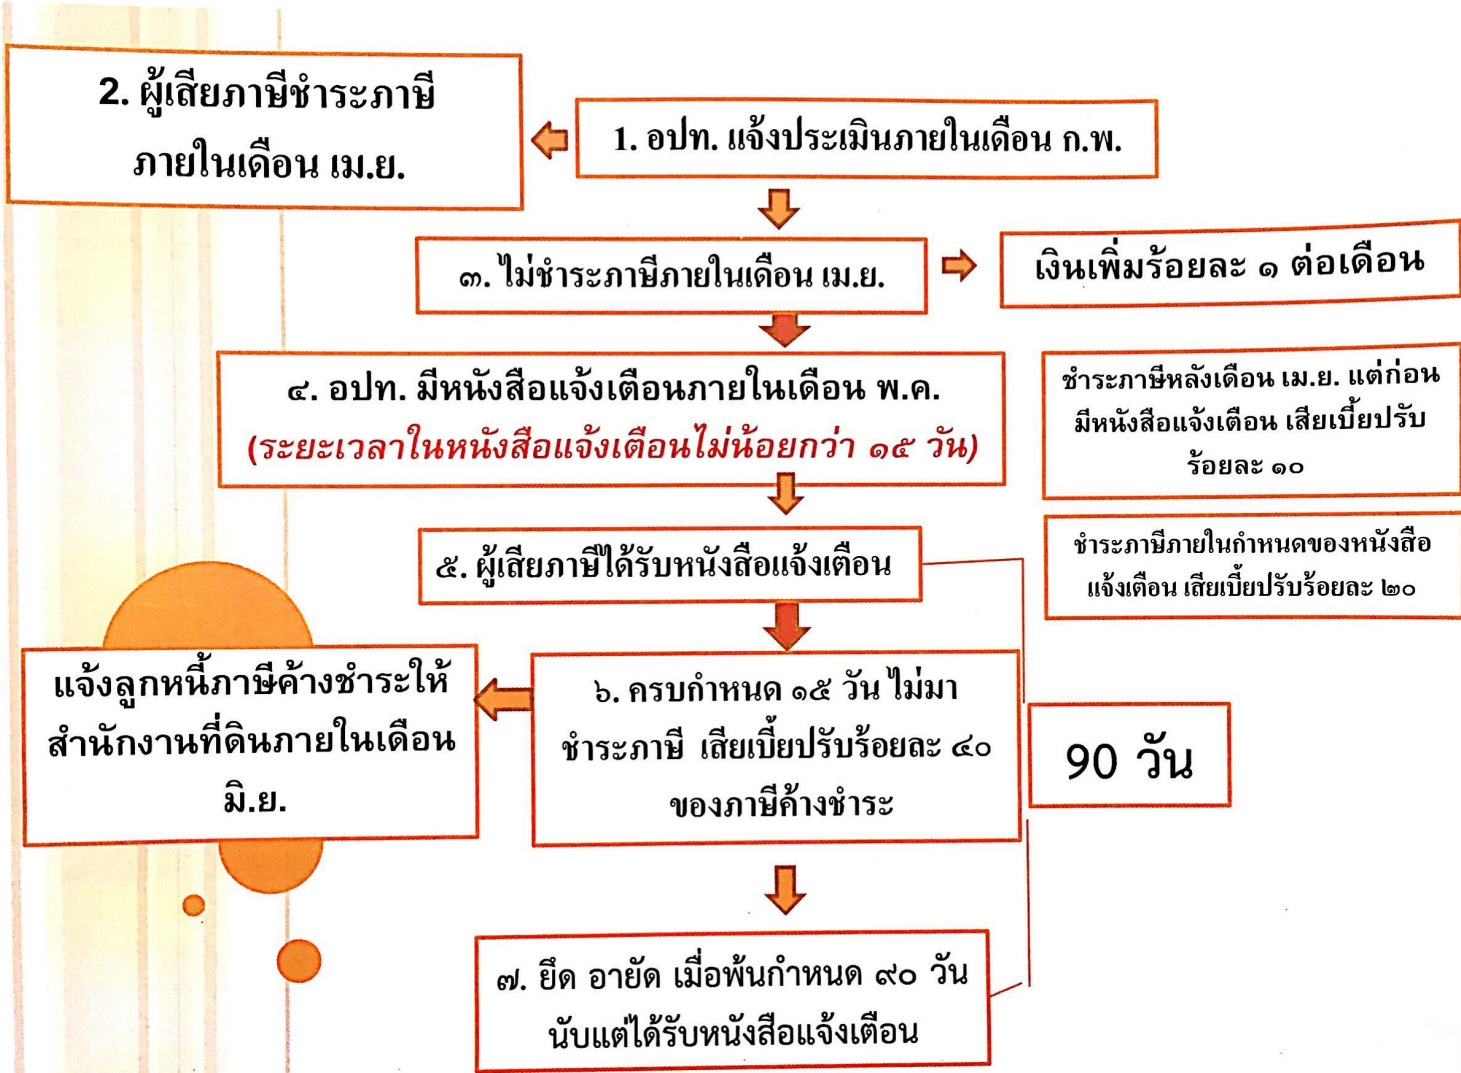 2. ผู้เสียภาษีชำระภาษี
ภายในเดือน เม.ย.
1. อปท. แจ้งประเมินภายในเดือน ก.พ.
๓. ไม่ชำระภาษีภายในเดือน เม.ย.
เงินเพิ่มร้อยละ ๑ ต่อเดือน
๔. อปท. มีหนังสือแจ้งเตือนภายในเดือน พ.ค.
(ระยะเวลาในหนังสือแจ้งเตือนไม่น้อยกว่า ๑๕ วัน)
ชำระภาษีหลังเดือน เม.ย. แต่ก่อน
มีหนังสือแจ้งเตือน เสียเบี้ยปรับ
ร้อยละ ๑๐
๕. ผู้เสียภาษีได้รับหนังสือแจ้งเตือน
ชำระภาษีภายในกำหนดของหนังสือ
แจ้งเตือน เสียเบี้ยปรับร้อยละ ๒๐
แจ้งลูกหนี้ภาษีค้างชำระให้
สำนักงานที่ดินภายในเดือน
มิ.ย.
๖. ครบกำหนด ๑๕ วัน ไม่มา
ชำระภาษี เสียเบี้ยปรับร้อยละ ๔๐
ของภาษีค้างชำระ
90 วัน
๗. ยึด อายัด เมื่อพ้นกำหนด ๙๐ วัน
นับแต่ได้รับหนังสือแจ้งเตือน